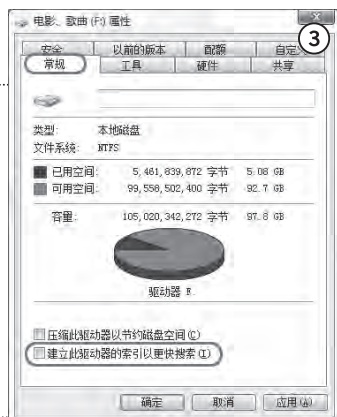 电影、歌曲 (F:) 属性
③
安全 以前的版本 配额 自定义
常规 工具 硬件 共享
类型: 本地磁盘
文件系统: NTFS
已用空间: 5,461,839,872 字节 5.08 GB
可用空间: 99,558,502,400 字节 92.7 GB
容量: 105,020,342,272 字节 97.8 GB
驱动器 F:
压缩此驱动器以节约磁盘空间(C)
建立此驱动器的索引以更快搜索(I)
确定 取消 应用(A)